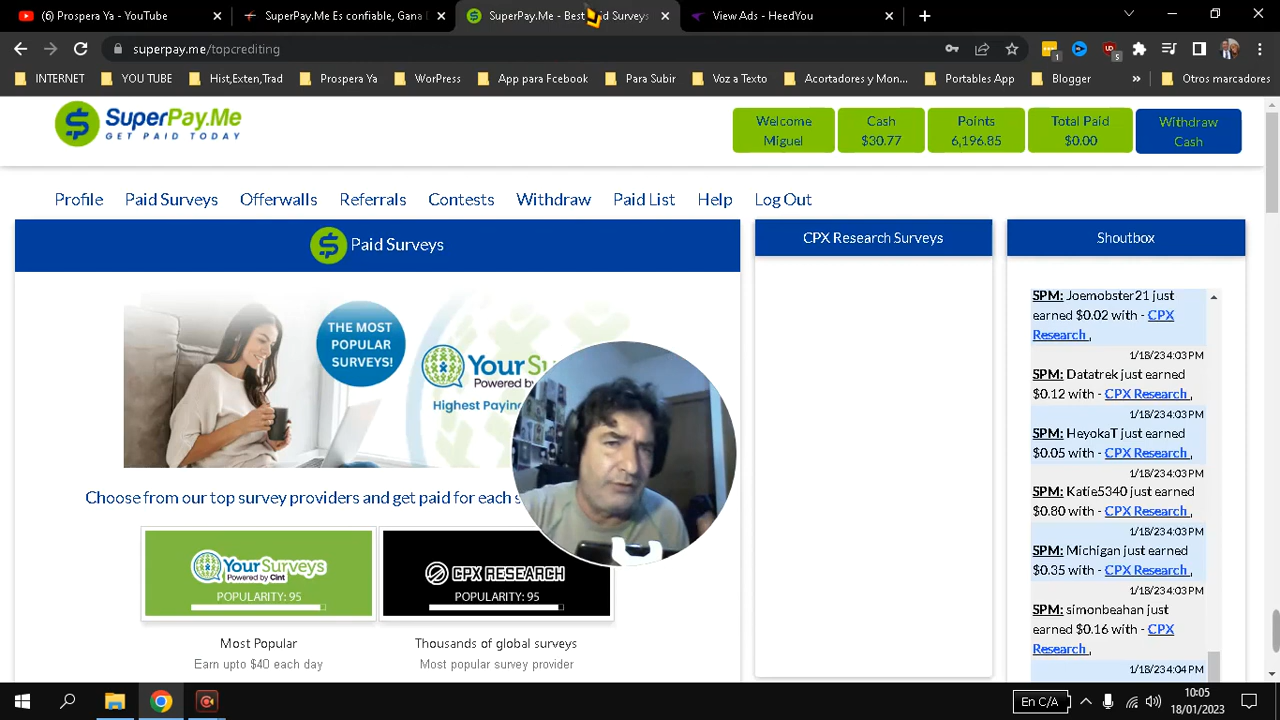 (6) Prospera Ya - YouTube
SuperPay.Me Es confiable, Gana
SuperPay.Me - Best Paid Surveys
View Ads - HeedYou
superpay.me/topcrediting
INTERNET
YOU TUBE
Hist,Exten,Trad
Prospera Ya
WorPress
App para Fcebook
Para Subir
Voz a Texto
Acortadores y Mon...
Portables App
Blogger
Otros marcadores
SuperPay.Me
GET PAID TODAY
Welcome
Miguel
Cash
$30.77
Points
6,196.85
Total Paid
$0.00
Withdraw
Cash
Profile
Paid Surveys
Offerwalls
Referrals
Contests
Withdraw
Paid List
Help
Log Out
Paid Surveys
THE MOST
POPULAR
SURVEYS!
YourSu
Powered by
Highest Paying
Choose from our top survey providers and get paid for each s
YourSurveys
Powered by Cint
POPULARITY: 95
Most Popular
Earn upto $40 each day
CPX RESEARCH
POPULARITY: 95
Thousands of global surveys
Most popular survey provider
CPX Research Surveys
Shoutbox
SPM: Joemobster21 just
earned $0.02 with - CPX
Research ,
1/18/23 4:03 PM
SPM: Datatrek just earned
$0.12 with - CPX Research ,
1/18/23 4:03 PM
SPM: HeyokaT just earned
$0.05 with - CPX Research ,
1/18/23 4:03 PM
SPM: Katie5340 just earned
$0.80 with - CPX Research ,
1/18/23 4:03 PM
SPM: Michigan just earned
$0.35 with - CPX Research ,
1/18/23 4:03 PM
SPM: simonbeahan just
earned $0.16 with - CPX
Research ,
1/18/23 4:04 PM
En C/A
10:05
18/01/2023